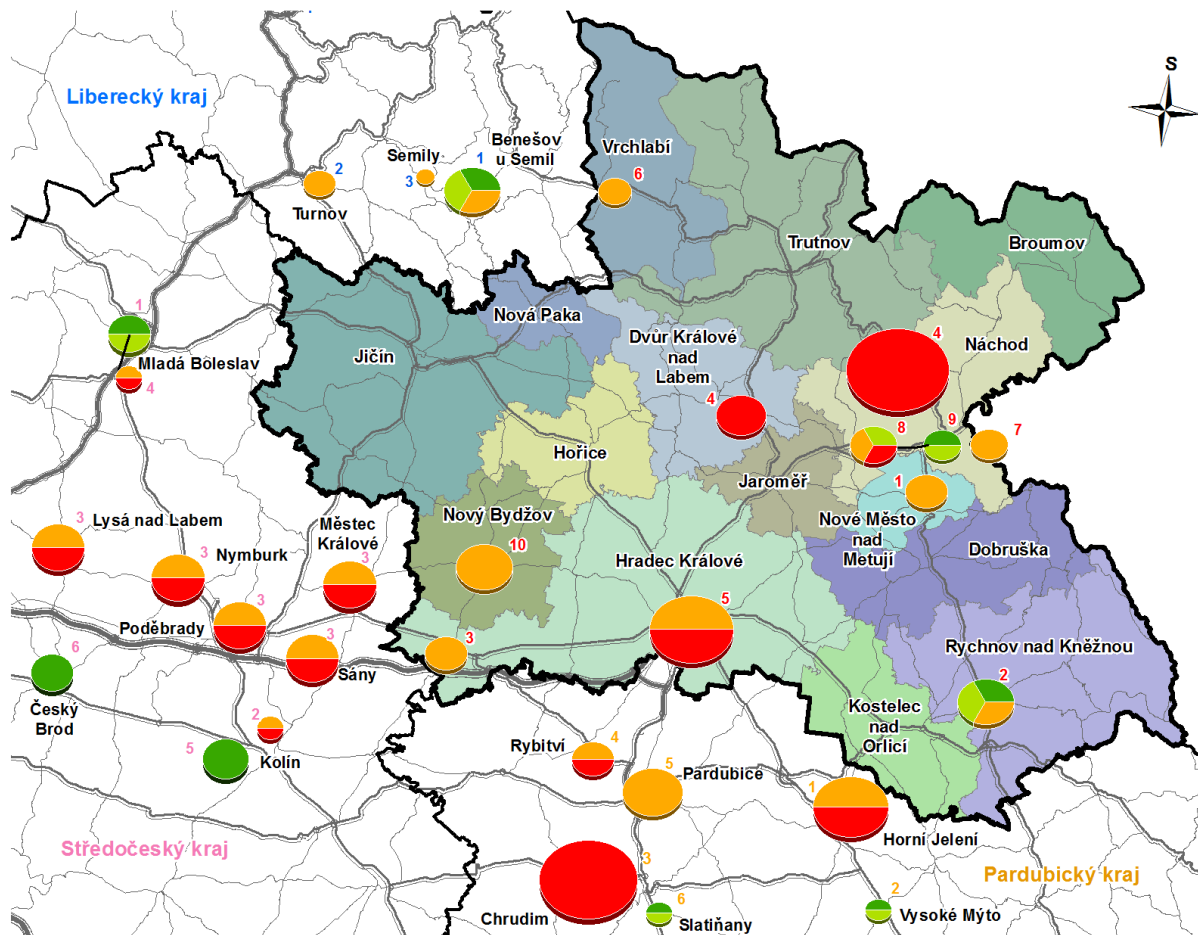 S
Liberecký kraj
1
Benešov
u Semil
Semily
3
2
Turnov
Vrchlabí
6
Trutnov
Broumov
1
Mladá Boleslav
4
Nová Paka
Jičín
Dvůr Králové
nad
Labem
4
4
Náchod
8
9
7
Hořice
Jaroměř
1
Nové Město
nad
Metují
Nový Bydžov
10
Hradec Králové
Dobruška
3
Lysá nad Labem
3
Nymburk
Městec
Králové
3
3
Poděbrady
3
Sány
3
5
Rychnov nad Kněžnou
2
6
Český
Brod
2
Kolín
5
Kostelec
nad
Orlicí
Rybitví
4
5
Pardubice
1
Horní Jelení
Středočeský kraj
Pardubický kraj
3
Chrudim
6
Slatiňany
2
Vysoké Mýto